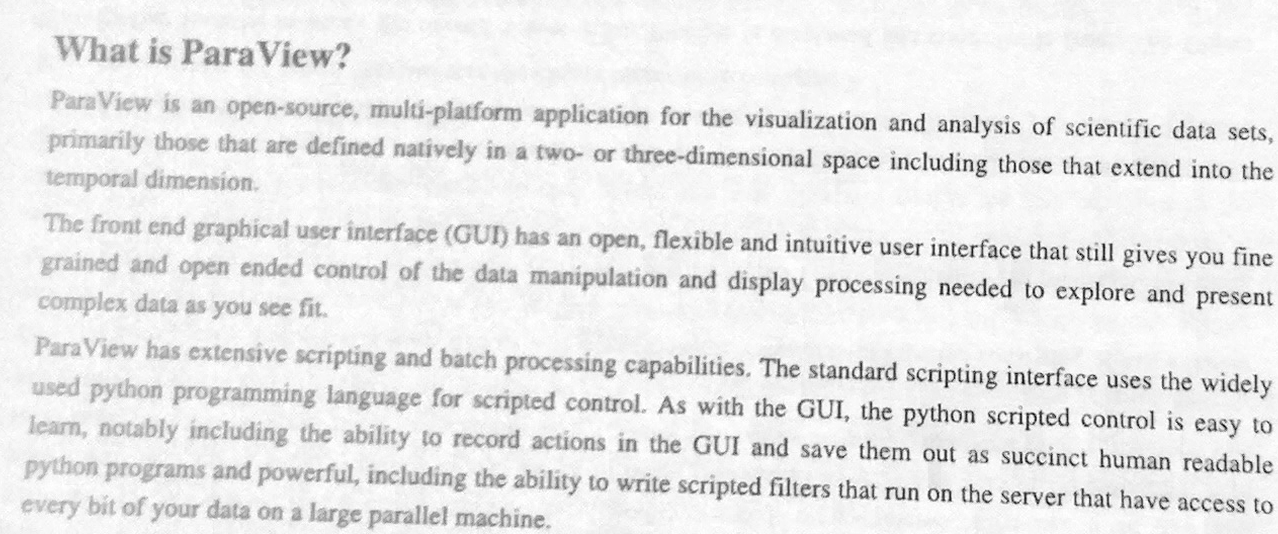 What is ParaView?
ParaView is an open-source, multi-platform application for the visualization and analysis of scientific data sets,
primarily those that are defined natively in a two- or three-dimensional space including those that extend into the
temporal dimension.
The front end graphical user interface (GUI) has an open, flexible and intuitive user interface that still gives you fine
grained and open ended control of the data manipulation and display processing needed to explore and present
complex data as you see fit.
ParaView has extensive scripting and batch processing capabilities. The standard scripting interface uses the widely
used python programming language for scripted control. As with the GUI, the python scripted control is easy to
learn, notably including the ability to record actions in the GUI and save them out as succinct human readable
python programs and powerful, including the ability to write scripted filters that run on the server that have access to
every bit of your data on a large parallel machine.